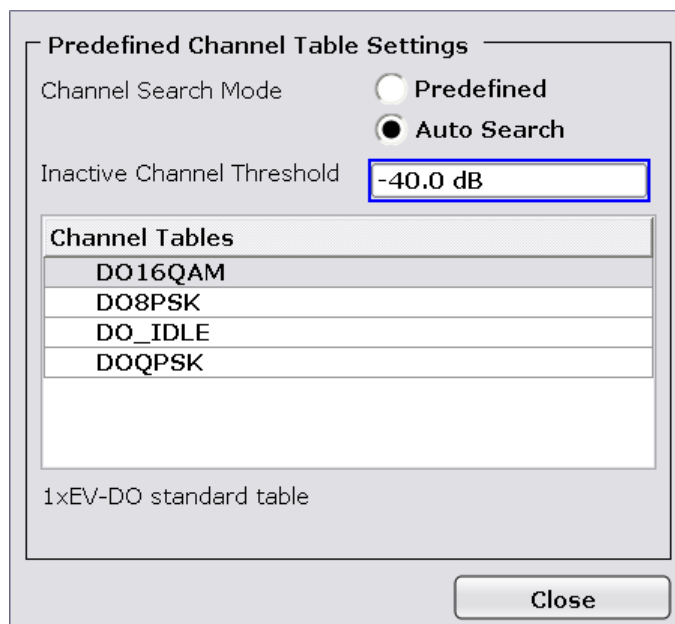 Predefined Channel Table Settings
Channel Search Mode
Predefined
Auto Search
Inactive Channel Threshold
-40.0 dB
Channel Tables
DO16QAM
DO8PSK
DO_IDLE
DOQPSK
1xEV-DO standard table
Close